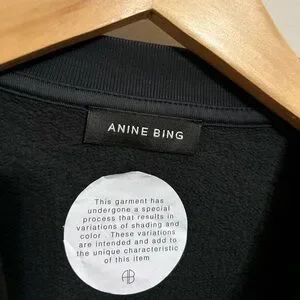 ANINE BING
This garment has
undergone a special
process that results in
variations of shading and
color . These variations
are intended and add to
the unique characteristic
of this item
AB